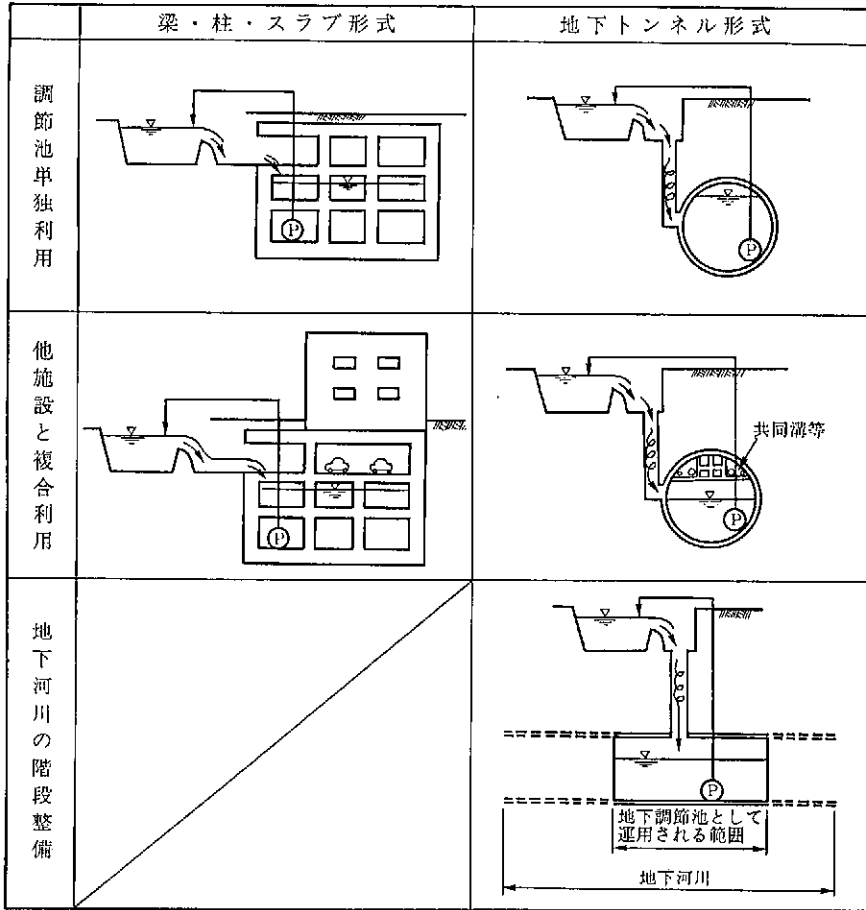 梁・柱・スラブ形式
地下トンネル形式
調節池単独利用
P
P
他施設と複合利用
P
共同溝等
P
地下河川の階段整備
P
地下調節池として
運用される範囲
地下河川